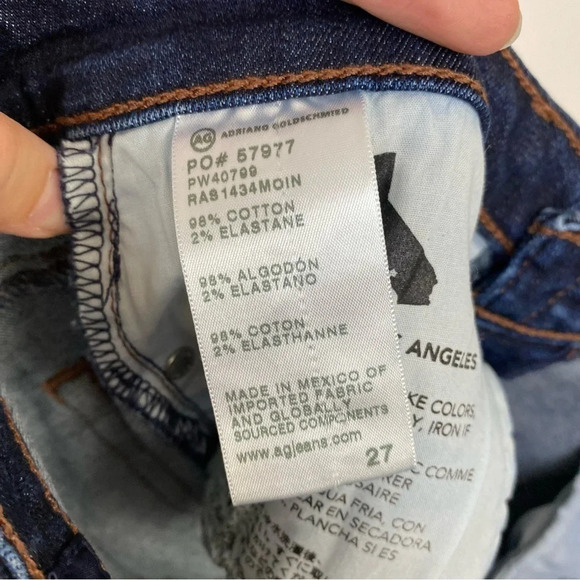 AG ADRIANO GOLDSCHMIED
PO# 57977
PW40799
RAS1434MOIN
98% COTTON
2% ELASTANE
98% ALGODÓN
2% ELASTANO
98% COTON
2% ELASTHANNE
MADE IN MEXICO OF
IMPORTED FABRIC
AND GLOBALLY
SOURCED COMPONENTS
www.agjeans.com
27
ANGELES
COLORS,
IRON IF
COMME
FRIA, CON
EN SECADORA
PLANCHA SI ES